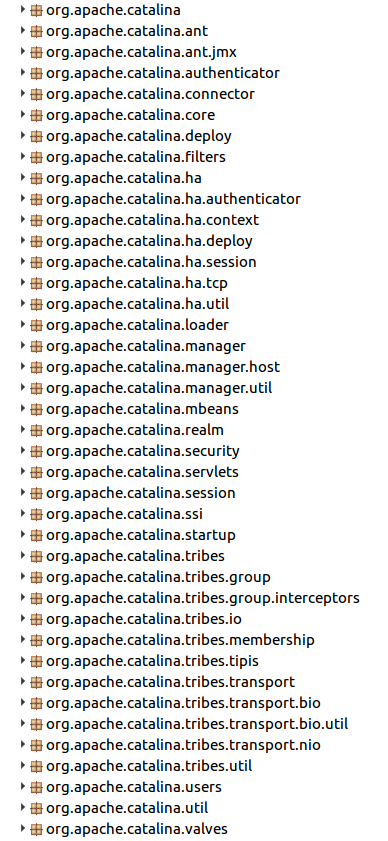 org.apache.catalina
org.apache.catalina.ant
org.apache.catalina.ant.jmx
org.apache.catalina.authenticator
org.apache.catalina.connector
org.apache.catalina.core
org.apache.catalina.deploy
org.apache.catalina.filters
org.apache.catalina.ha
org.apache.catalina.ha.authenticator
org.apache.catalina.ha.context
org.apache.catalina.ha.deploy
org.apache.catalina.ha.session
org.apache.catalina.ha.tcp
org.apache.catalina.ha.util
org.apache.catalina.loader
org.apache.catalina.manager
org.apache.catalina.manager.host
org.apache.catalina.manager.util
org.apache.catalina.mbeans
org.apache.catalina.realm
org.apache.catalina.security
org.apache.catalina.servlets
org.apache.catalina.session
org.apache.catalina.ssi
org.apache.catalina.startup
org.apache.catalina.tribes
org.apache.catalina.tribes.group
org.apache.catalina.tribes.group.interceptors
org.apache.catalina.tribes.io
org.apache.catalina.tribes.membership
org.apache.catalina.tribes.tipis
org.apache.catalina.tribes.transport
org.apache.catalina.tribes.transport.bio
org.apache.catalina.tribes.transport.bio.util
org.apache.catalina.tribes.transport.nio
org.apache.catalina.tribes.util
org.apache.catalina.users
org.apache.catalina.util
org.apache.catalina.valves